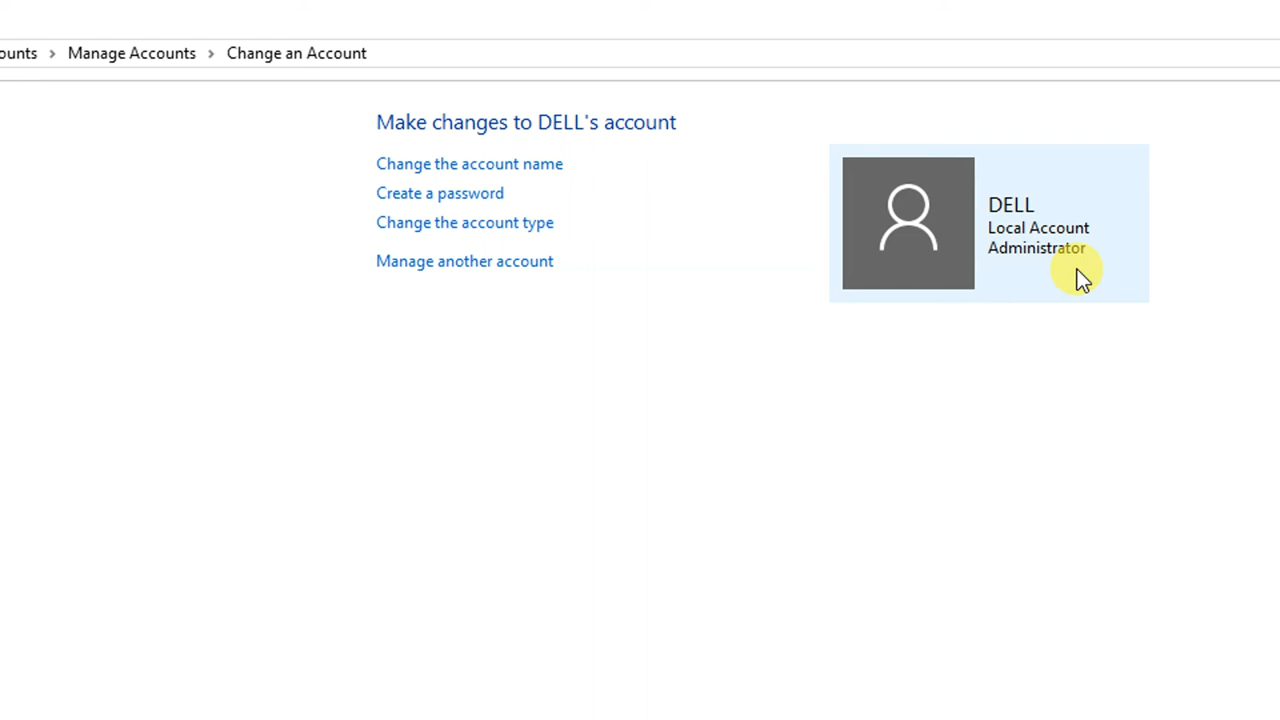 ounts > Manage Accounts > Change an Account
Make changes to DELL's account
Change the account name
Create a password
Change the account type
Manage another account
DELL
Local Account
Administrator